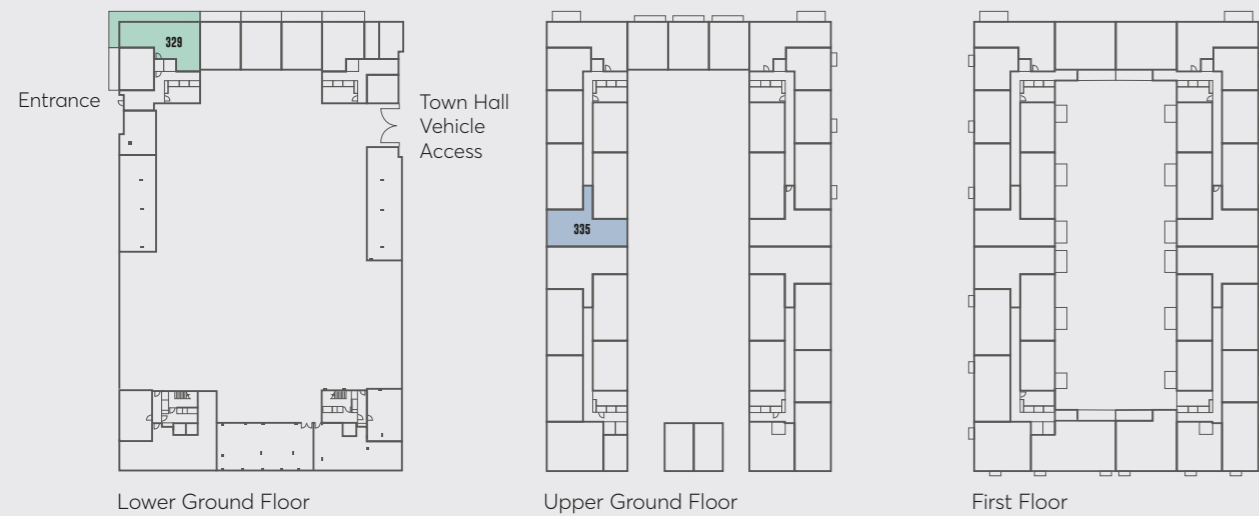 329
Entrance
Town Hall
Vehicle
Access
335
Lower Ground Floor
Upper Ground Floor
First Floor